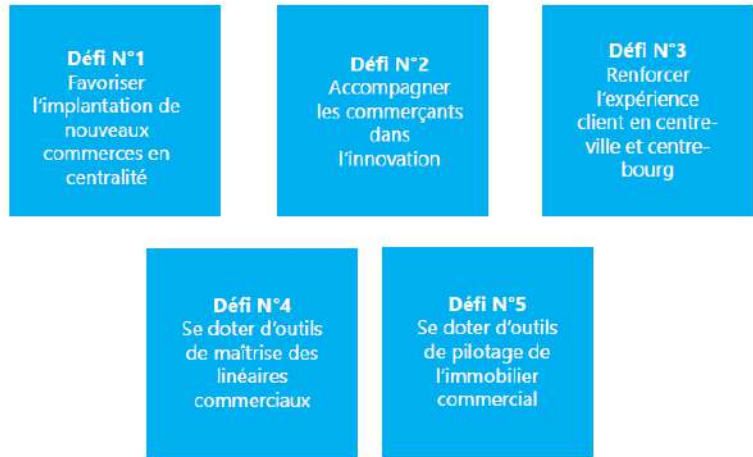 Défi N°1
Favoriser
l'implantation de
nouveaux
commerces en
centralité
Défi N°2
Accompagner
les commerçants
dans
l'innovation
Défi N°3
Renforcer
l'expérience
client en centre-
ville et centre-
bourg
Défi N°4
Se doter d'outils
de maîtrise des
linéaires
commerciaux
Défi N°5
Se doter d'outils
de pilotage de
l'immobilier
commercial